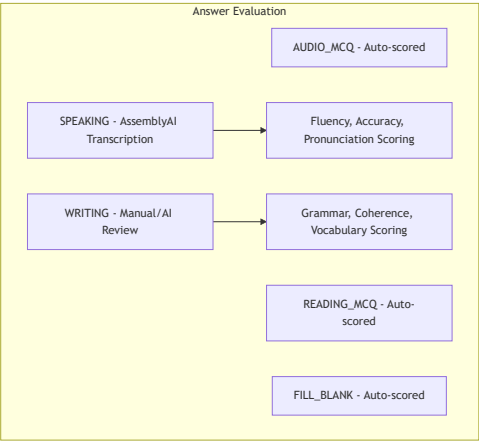 Answer Evaluation
AUDIO_MCQ - Auto-scored
SPEAKING - AssemblyAI
Transcription
Fluency, Accuracy,
Pronunciation Scoring
WRITING - Manual/AI
Review
Grammar, Coherence,
Vocabulary Scoring
READING_MCQ - Auto-
scored
FILL_BLANK - Auto-scored